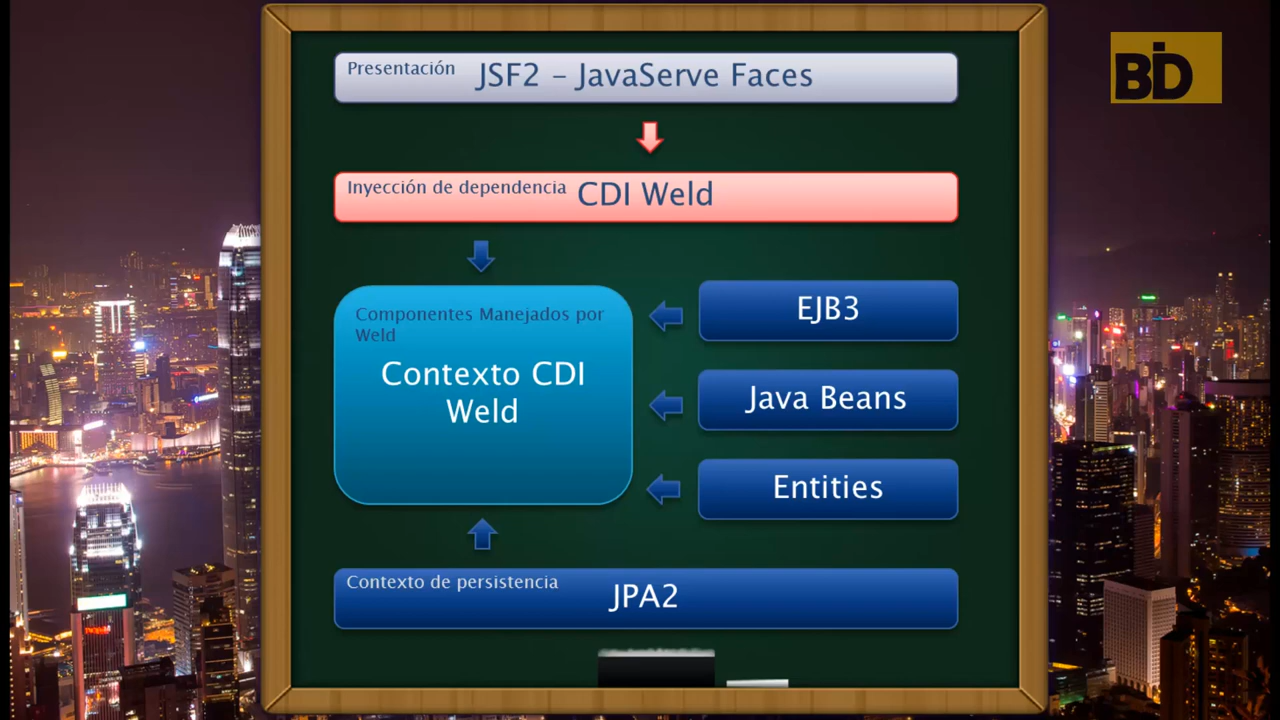 Presentación JSF2 – JavaServe Faces
BID
Inyección de dependencia CDI Weld
Componentes Manejados por
Weld
Contexto CDI
Weld
EJB3
Java Beans
Entities
Contexto de persistencia JPA2